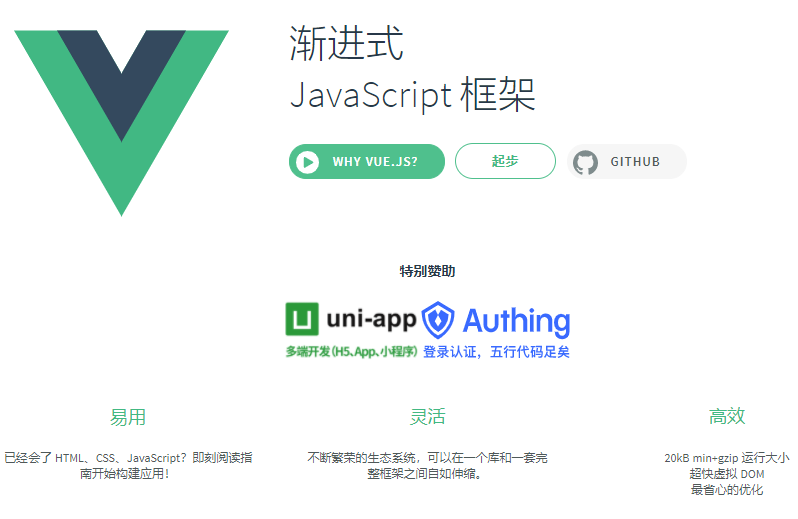 渐进式
JavaScript 框架
WHY VUE.JS?
起步
GITHUB
特别赞助
uni-app
多端开发(H5、App、小程序)
Authing
登录认证，五行代码足矣
易用
已经会了 HTML、CSS、JavaScript？即刻阅读指
南开始构建应用！
灵活
不断繁荣的生态系统，可以在一个库和一套完
整框架之间自如伸缩。
高效
20kB min+gzip 运行大小
超快虚拟 DOM
最省心的优化